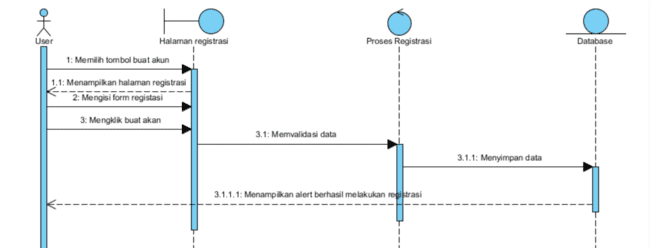 User
Halaman registrasi
Proses Registrasi
Database
1: Memilih tombol buat akun
1.1: Menampilkan halaman registrasi
2: Mengisi form registasi
3: Mengklik buat akan
3.1: Memvalidasi data
3.1.1: Menyimpan data
3.1.1.1: Menampilkan alert berhasil melakukan registrasi